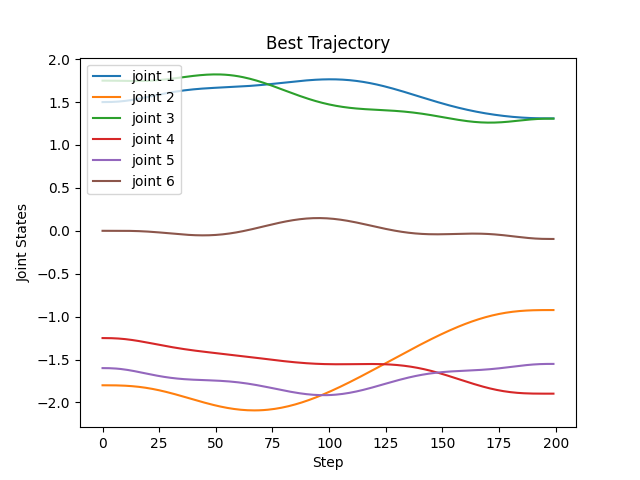 Best Trajectory
2.0
1.5
1.0
0.5
0.0
−0.5
−1.0
−1.5
−2.0
Joint States
joint 1
joint 2
joint 3
joint 4
joint 5
joint 6
0 25 50 75 100 125 150 175 200
Step